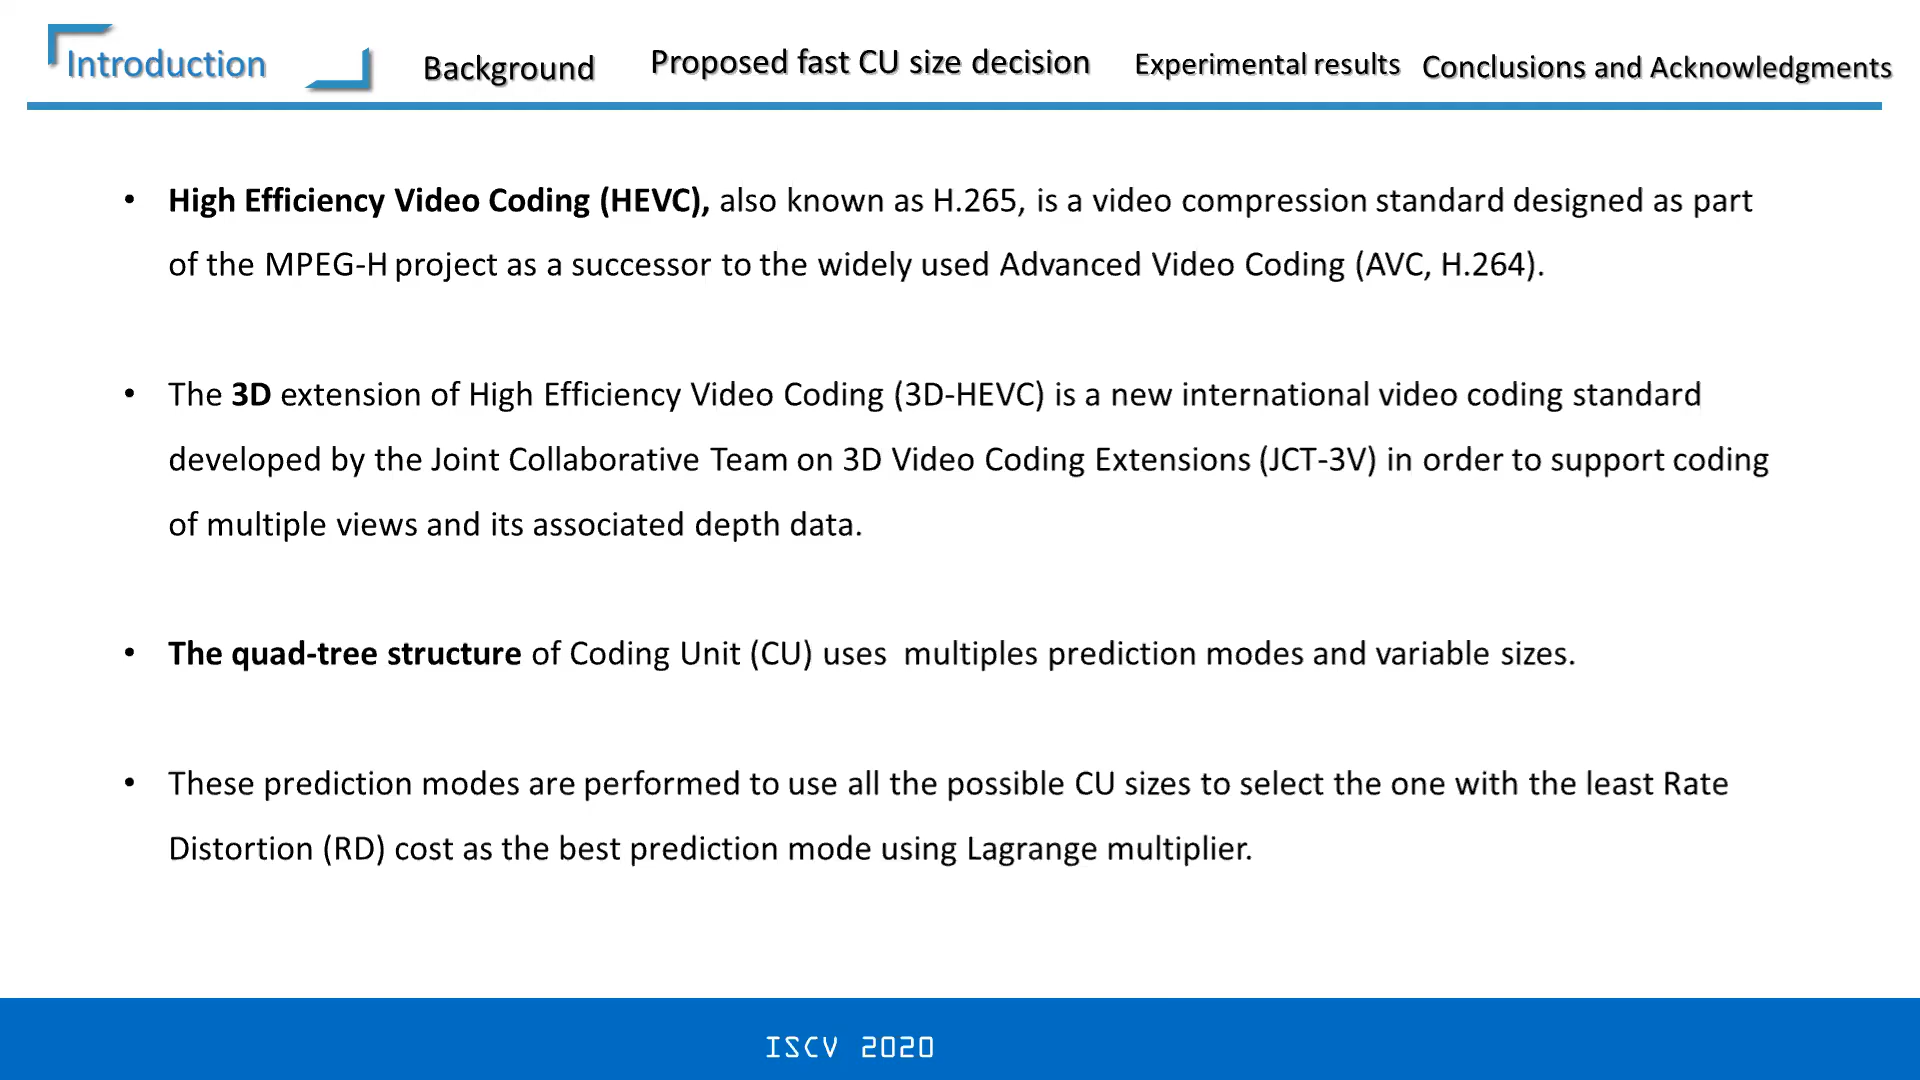 Introduction
Background
Proposed fast CU size decision
Experimental results
Conclusions and Acknowledgments
• High Efficiency Video Coding (HEVC), also known as H.265, is a video compression standard designed as part
of the MPEG-H project as a successor to the widely used Advanced Video Coding (AVC, H.264).
• The 3D extension of High Efficiency Video Coding (3D-HEVC) is a new international video coding standard
developed by the Joint Collaborative Team on 3D Video Coding Extensions (JCT-3V) in order to support coding
of multiple views and its associated depth data.
• The quad-tree structure of Coding Unit (CU) uses multiples prediction modes and variable sizes.
• These prediction modes are performed to use all the possible CU sizes to select the one with the least Rate
Distortion (RD) cost as the best prediction mode using Lagrange multiplier.
ISCV 2020